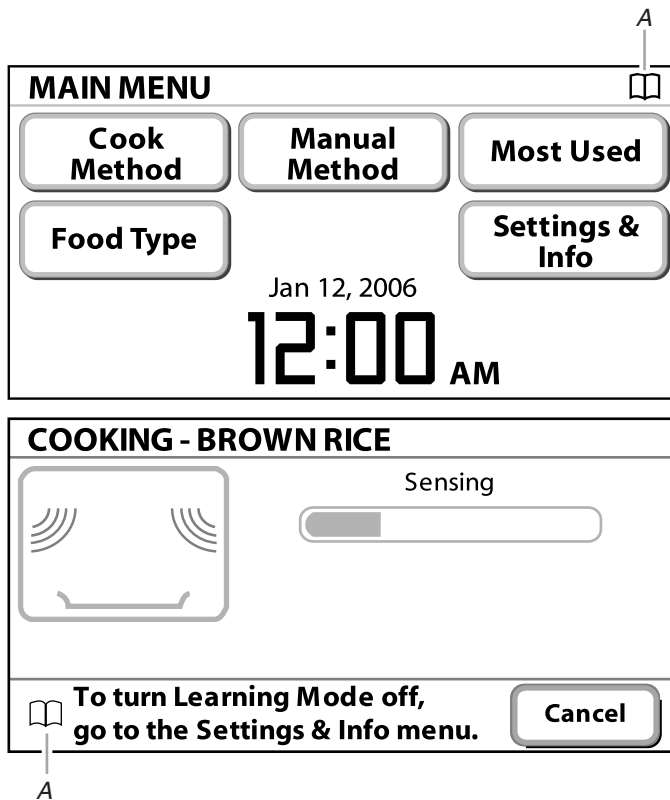 A
MAIN MENU
Cook
Method
Manual
Method
Most Used
Food Type
Settings &
Info
Jan 12, 2006
12:00 AM
COOKING - BROWN RICE
Sensing
To turn Learning Mode off,
go to the Settings & Info menu.
Cancel
A